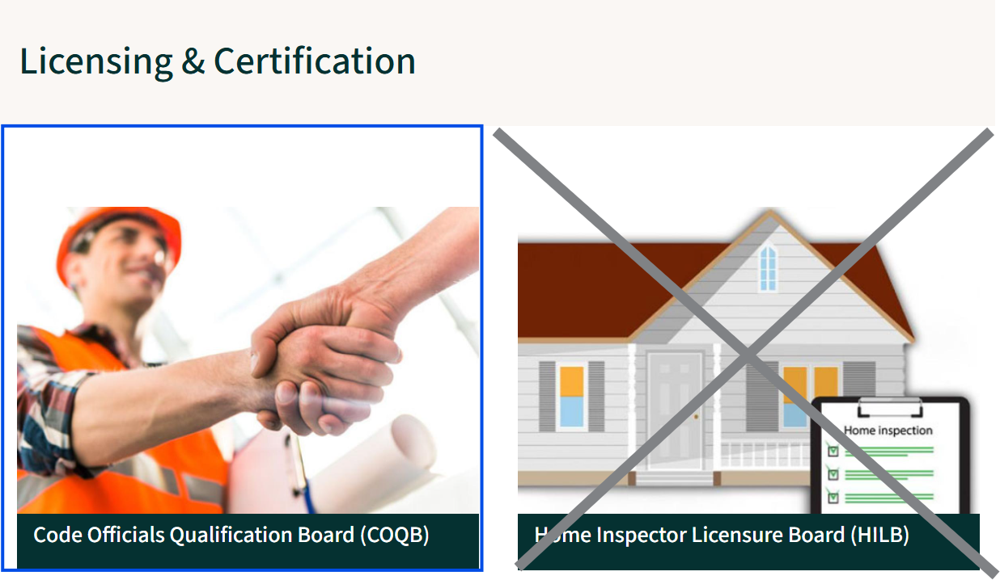 Licensing & Certification
Code Officials Qualification Board (COQB)
Home Inspection
Home Inspector Licensure Board (HILB)